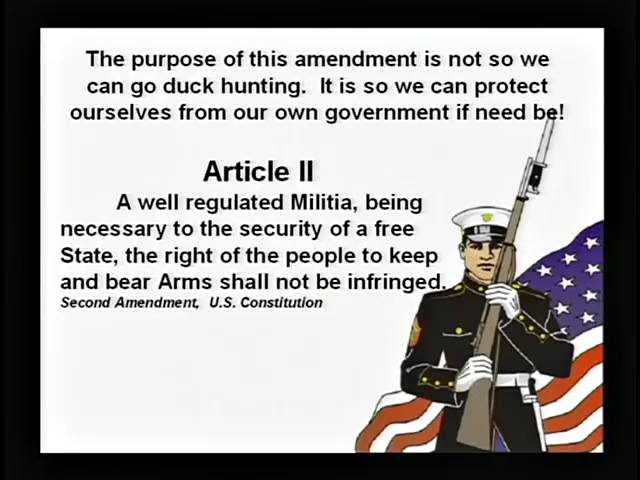 The purpose of this amendment is not so we
can go duck hunting. It is so we can protect
ourselves from our own government if need be!
Article II
A well regulated Militia, being
necessary to the security of a free
State, the right of the people to keep
and bear Arms shall not be infringed.
Second Amendment, U.S. Constitution